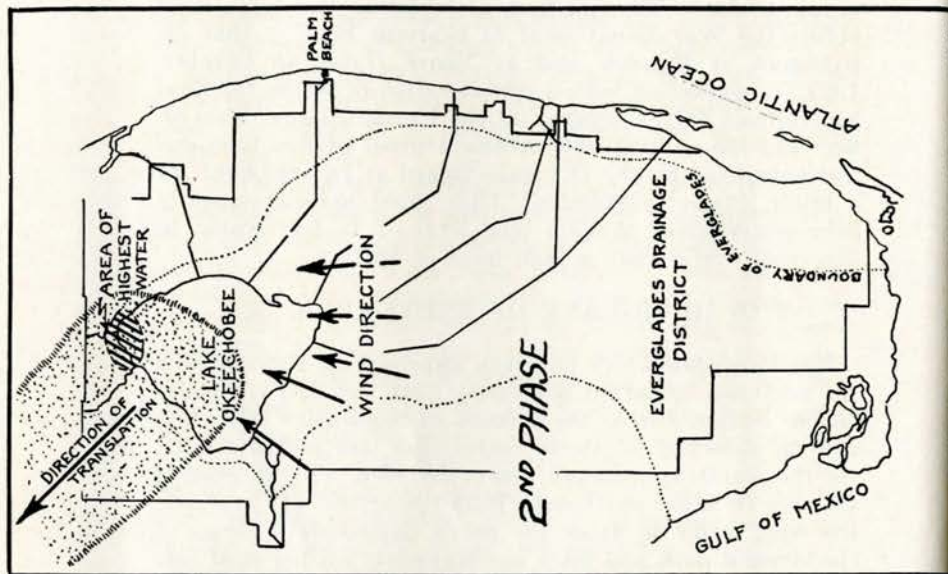 PALM
BEACH
ATLANTIC OCEAN
AREA OF
HIGHEST
WATER
DIRECTION OF
TRANSLATION
LAKE
OKEECHOBEE
WIND DIRECTION
2ND PHASE
EVERGLADES DRAINAGE
DISTRICT
BOUNDARY OF EVERGLADES
GULF OF MEXICO